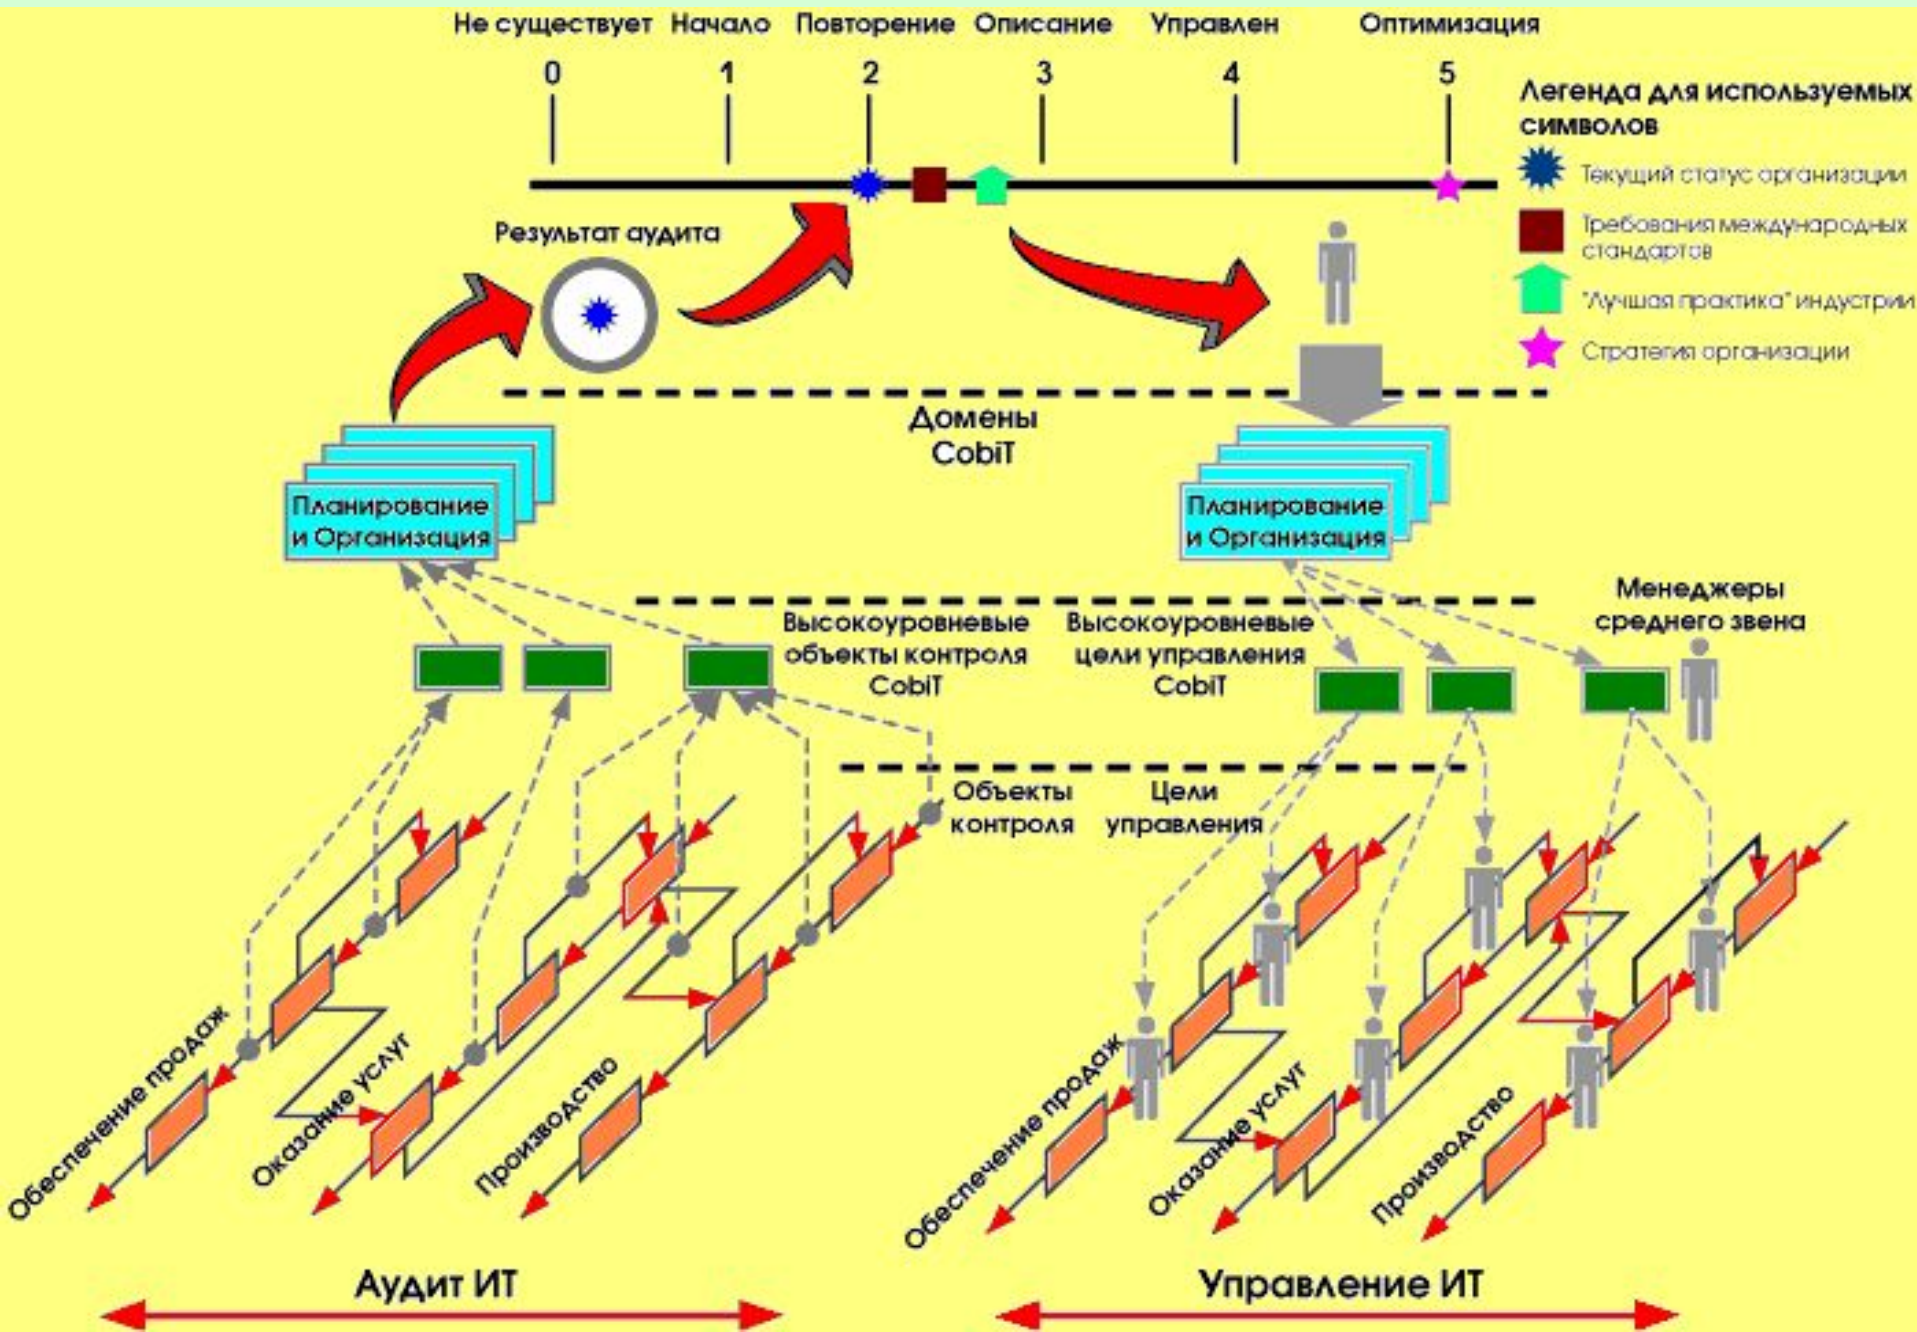 Не существует Начало Повторение Описание Управлен Оптимизация
0 1 2 3 4 5
Легенда для используемых
символов
Текущий статус организации
Требования международных
стандартов
"Лучшая практика" индустрии
Стратегия организации
Результат аудита
Домены
CobiT
Планирование
и Организация
Планирование
и Организация
Высокоуровневые
объекты контроля
CobiT
Высокоуровневые
цели управления
CobiT
Менеджеры
среднего звена
Объекты
контроля
Цели
управления
Обеспечение продаж
Оказание услуг
Производство
Обеспечение продаж
Оказание услуг
Производство
Аудит ИТ
Управление ИТ